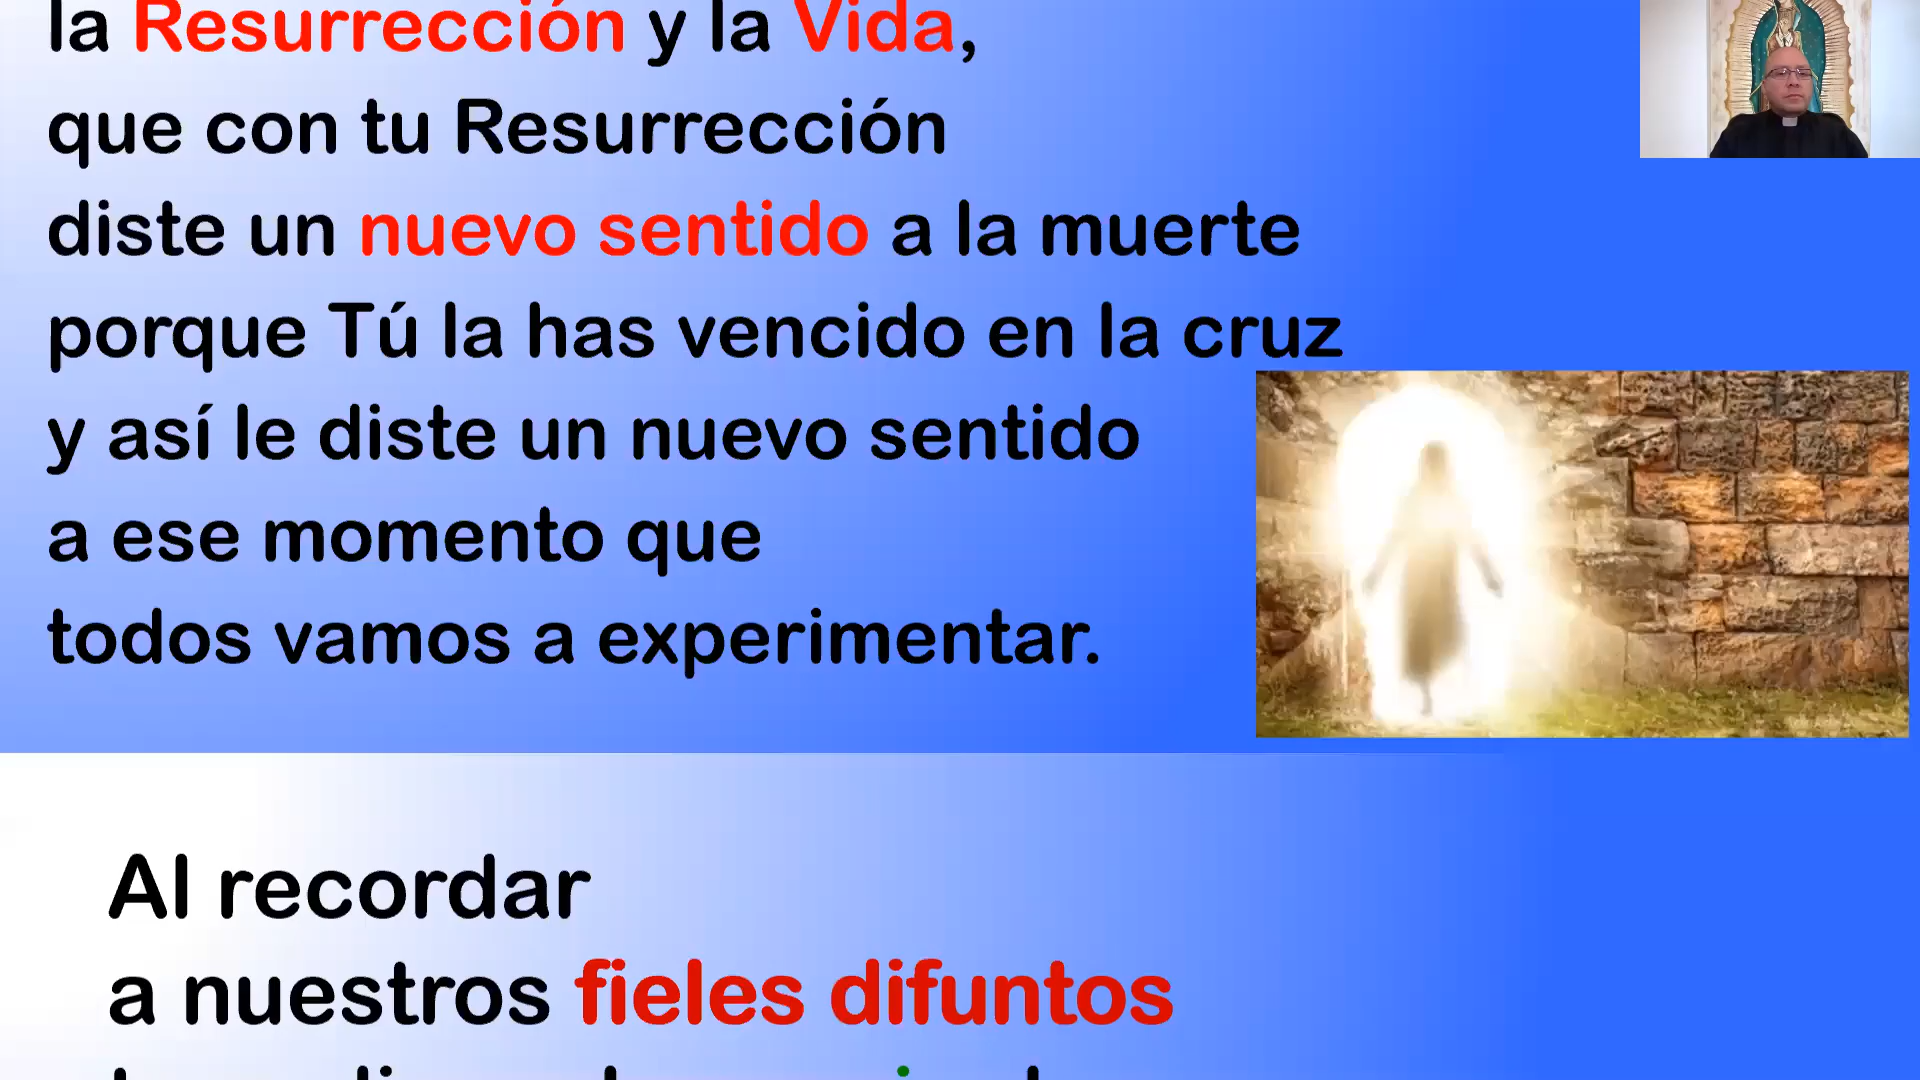 la Resurrección y la Vida,
que con tu Resurrección
diste un nuevo sentido a la muerte
porque Tú la has vencido en la cruz
y así le diste un nuevo sentido
a ese momento que
todos vamos a experimentar.
Al recordar
a nuestros fieles difuntos